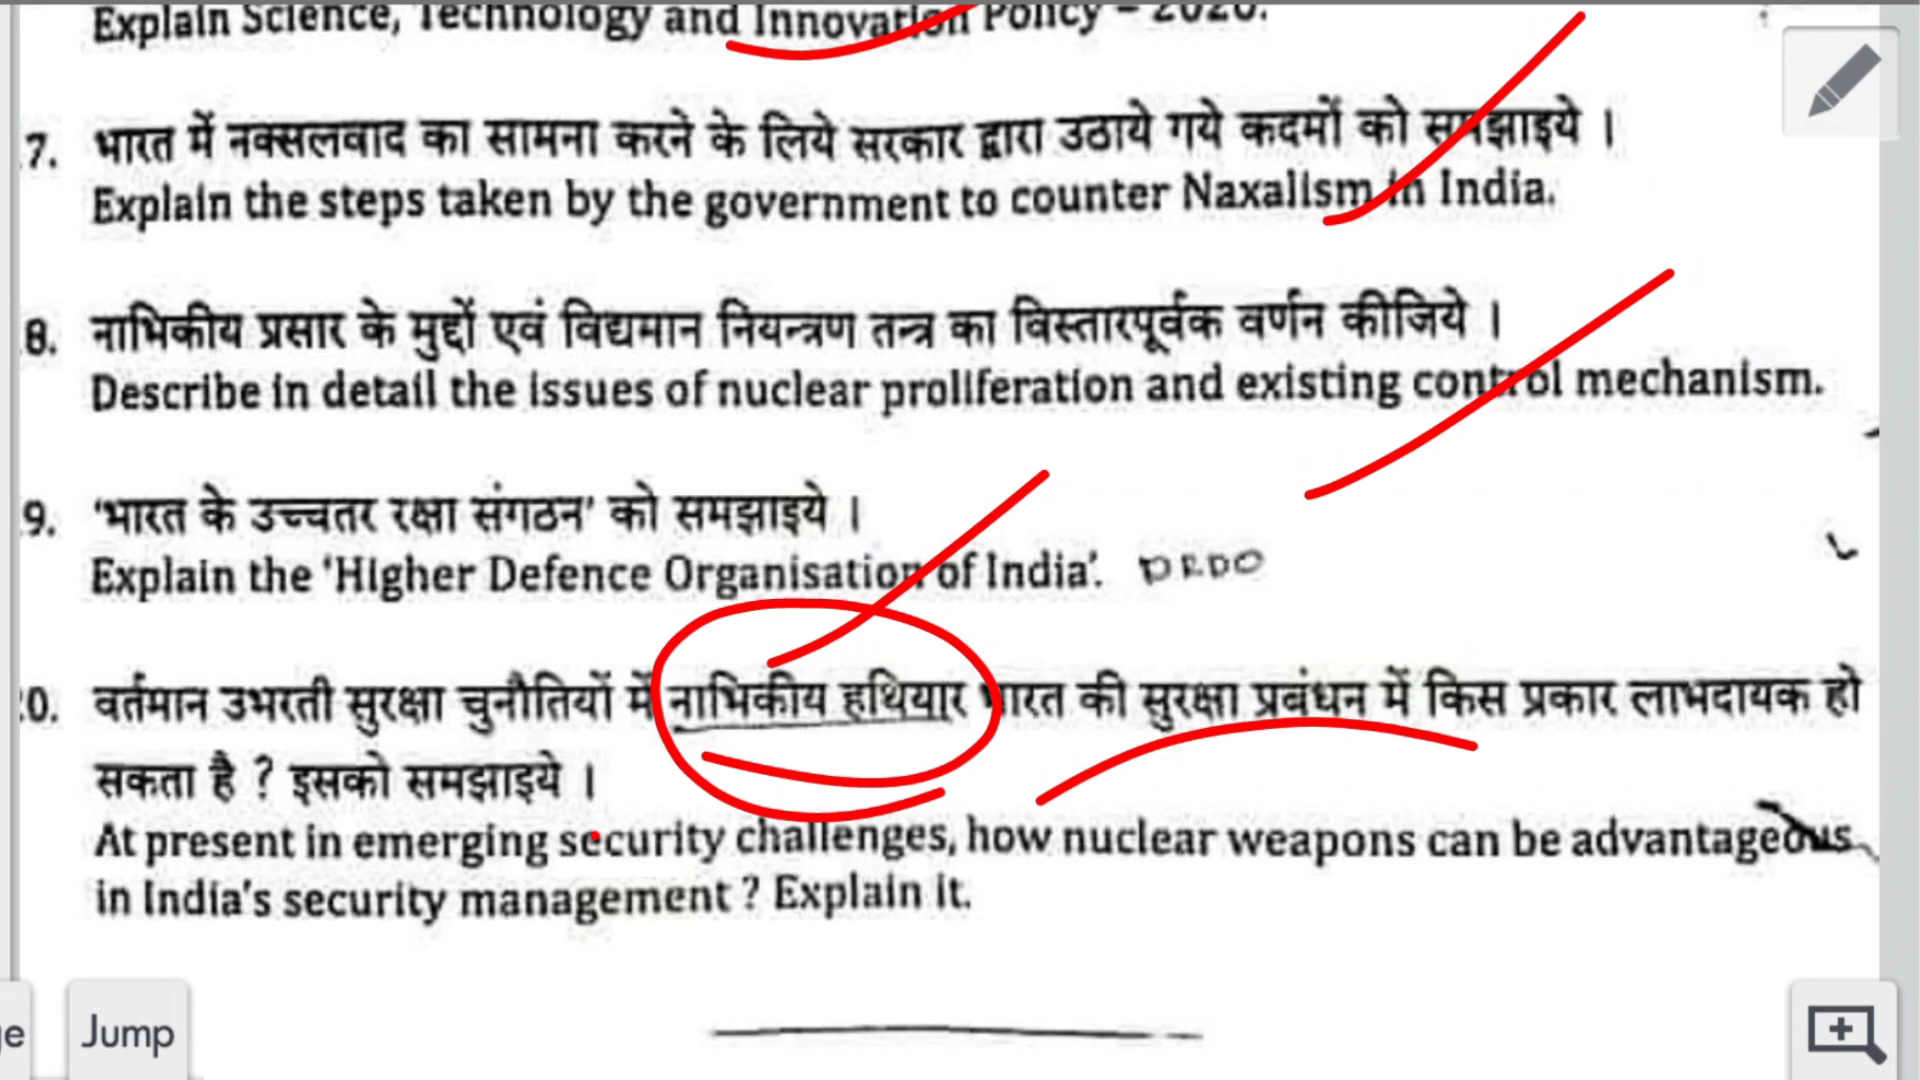 Explain Science, Technology and Innovation Policy – 2020.
7. भारत में नक्सलवाद का सामना करने के लिये सरकार द्वारा उठाये गये कदमों को समझाइये ।
Explain the steps taken by the government to counter Naxalism in India.
8. नाभिकीय प्रसार के मुद्दों एवं विद्यमान नियन्त्रण तन्त्र का विस्तारपूर्वक वर्णन कीजिये ।
Describe in detail the issues of nuclear proliferation and existing control mechanism.
9. 'भारत के उच्चतर रक्षा संगठन' को समझाइये ।
Explain the 'Higher Defence Organisation of India'. DRDO
0. वर्तमान उभरती सुरक्षा चुनौतियों में नाभिकीय हथियार भारत की सुरक्षा प्रबंधन में किस प्रकार लाभदायक हो
सकता है ? इसको समझाइये ।
At present in emerging security challenges, how nuclear weapons can be advantageous
in India's security management ? Explain it.
ge Jump